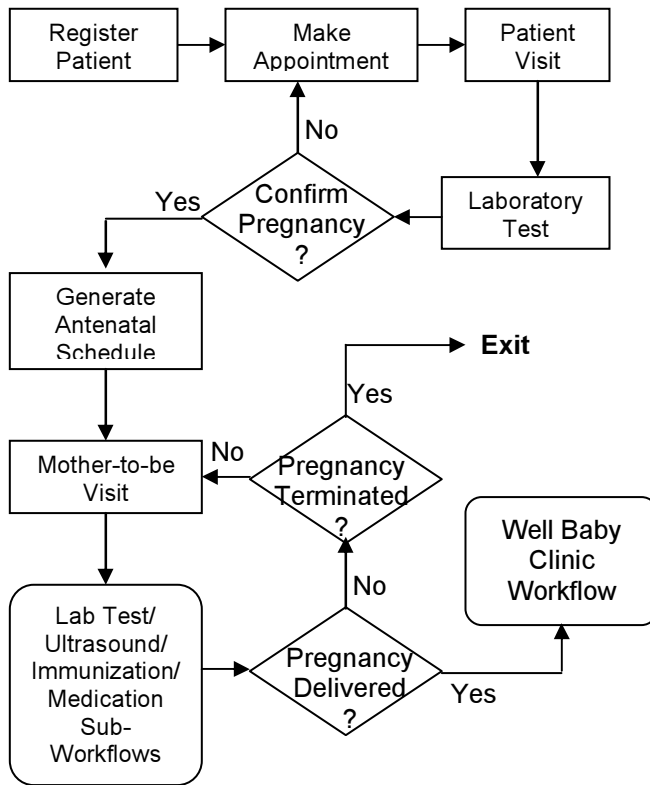 Register
Patient
Make
Appointment
Patient
Visit
No
Yes
Confirm
Pregnancy
?
Laboratory
Test
Generate
Antenatal
Schedule
Exit
Yes
No
Mother-to-be
Visit
Pregnancy
Terminated
?
Well Baby
Clinic
Workflow
No
Lab Test/
Ultrasound/
Immunization/
Medication
Sub-
Workflows
Pregnancy
Delivered
?
Yes